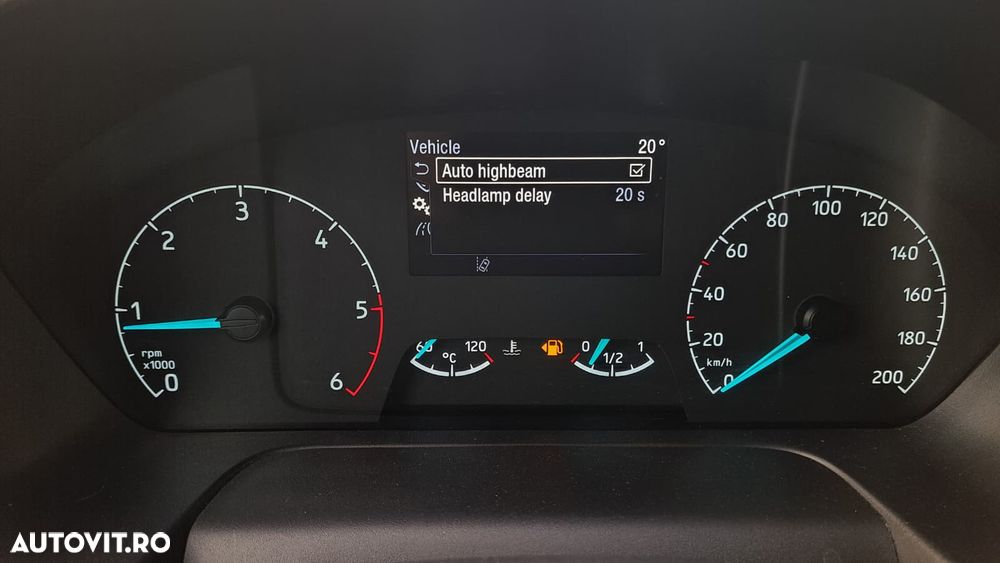 Vehicle 20°
Auto highbeam
Headlamp delay 20 s
0 1 2 3 4 5 6
rpm
x1000
60 120
°C
0 1/2 1
0 20 40 60 80 100 120 140 160 180 200
km/h
AUTOVIT.RO